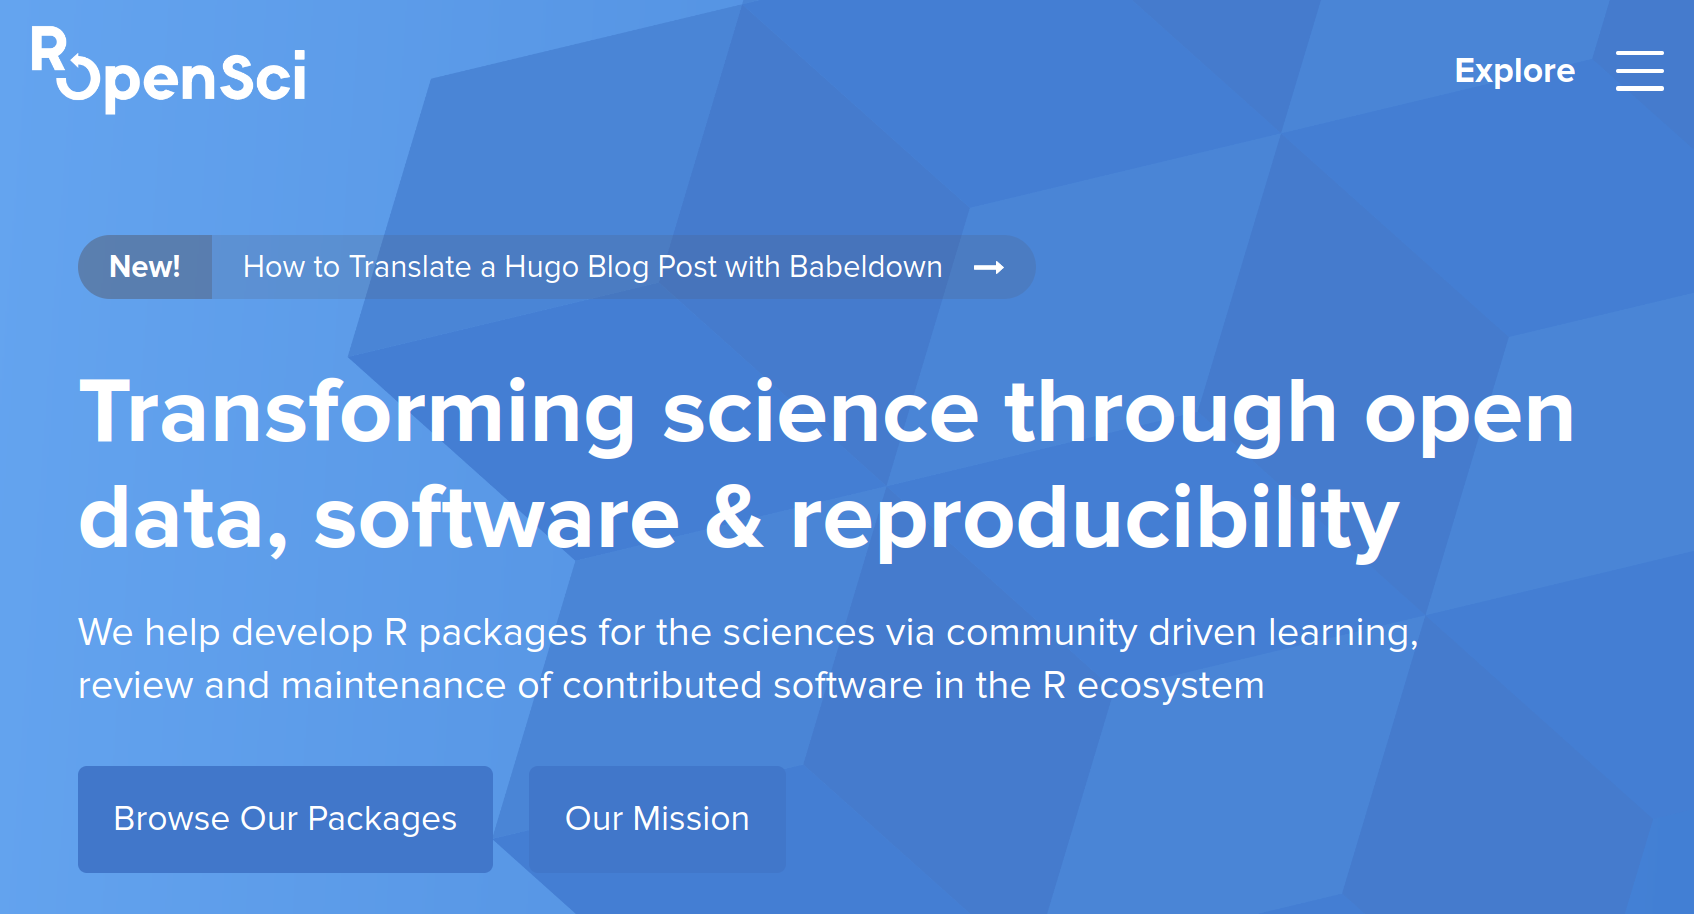 ROpenSci
Explore
New! How to Translate a Hugo Blog Post with Babeldown
Transforming science through open
data, software & reproducibility
We help develop R packages for the sciences via community driven learning,
review and maintenance of contributed software in the R ecosystem
Browse Our Packages
Our Mission